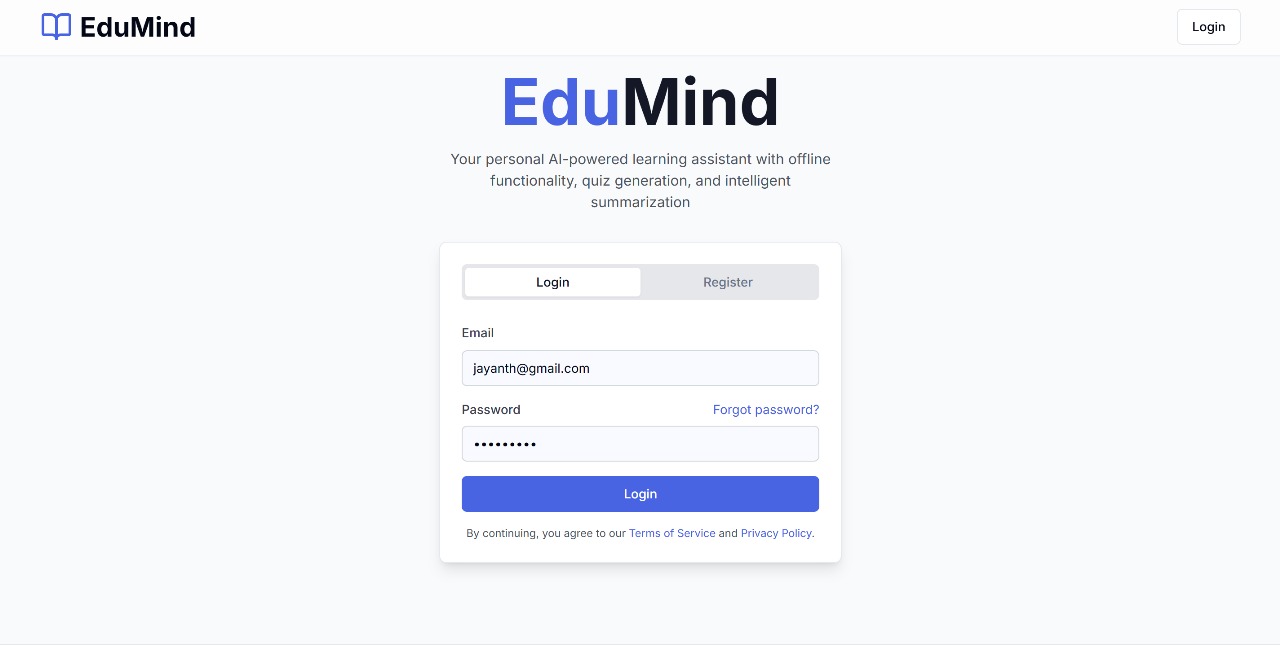 EduMind
Login
EduMind
Your personal AI-powered learning assistant with offline
functionality, quiz generation, and intelligent
summarization
Login
Register
Email
jayanth@gmail.com
Password
Forgot password?
•••••••••
Login
By continuing, you agree to our Terms of Service and Privacy Policy.